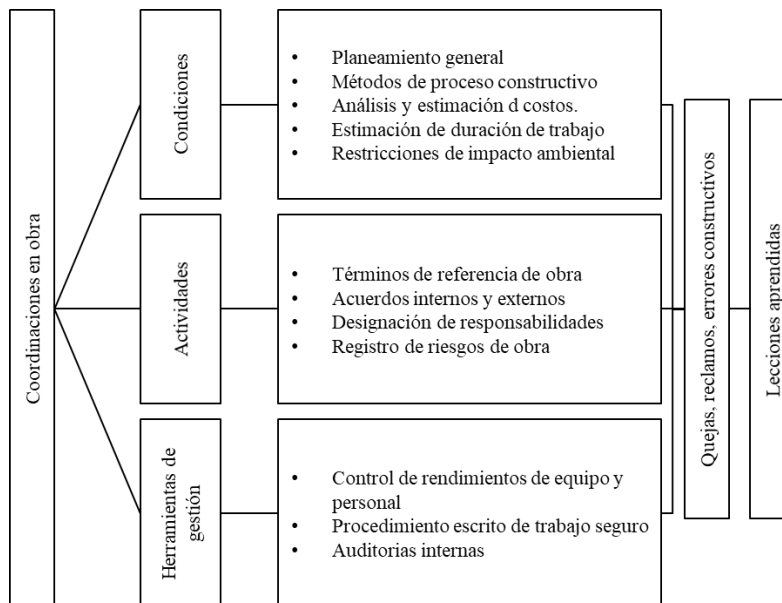 Coordinaciones en obra
Condiciones
• Planeamiento general
• Métodos de proceso constructivo
• Análisis y estimación d costos.
• Estimación de duración de trabajo
• Restricciones de impacto ambiental
Actividades
• Términos de referencia de obra
• Acuerdos internos y externos
• Designación de responsabilidades
• Registro de riesgos de obra
Herramientas de
gestión
• Control de rendimientos de equipo y
personal
• Procedimiento escrito de trabajo seguro
• Auditorias internas
Quejas, reclamos, errores constructivos
Lecciones aprendidas